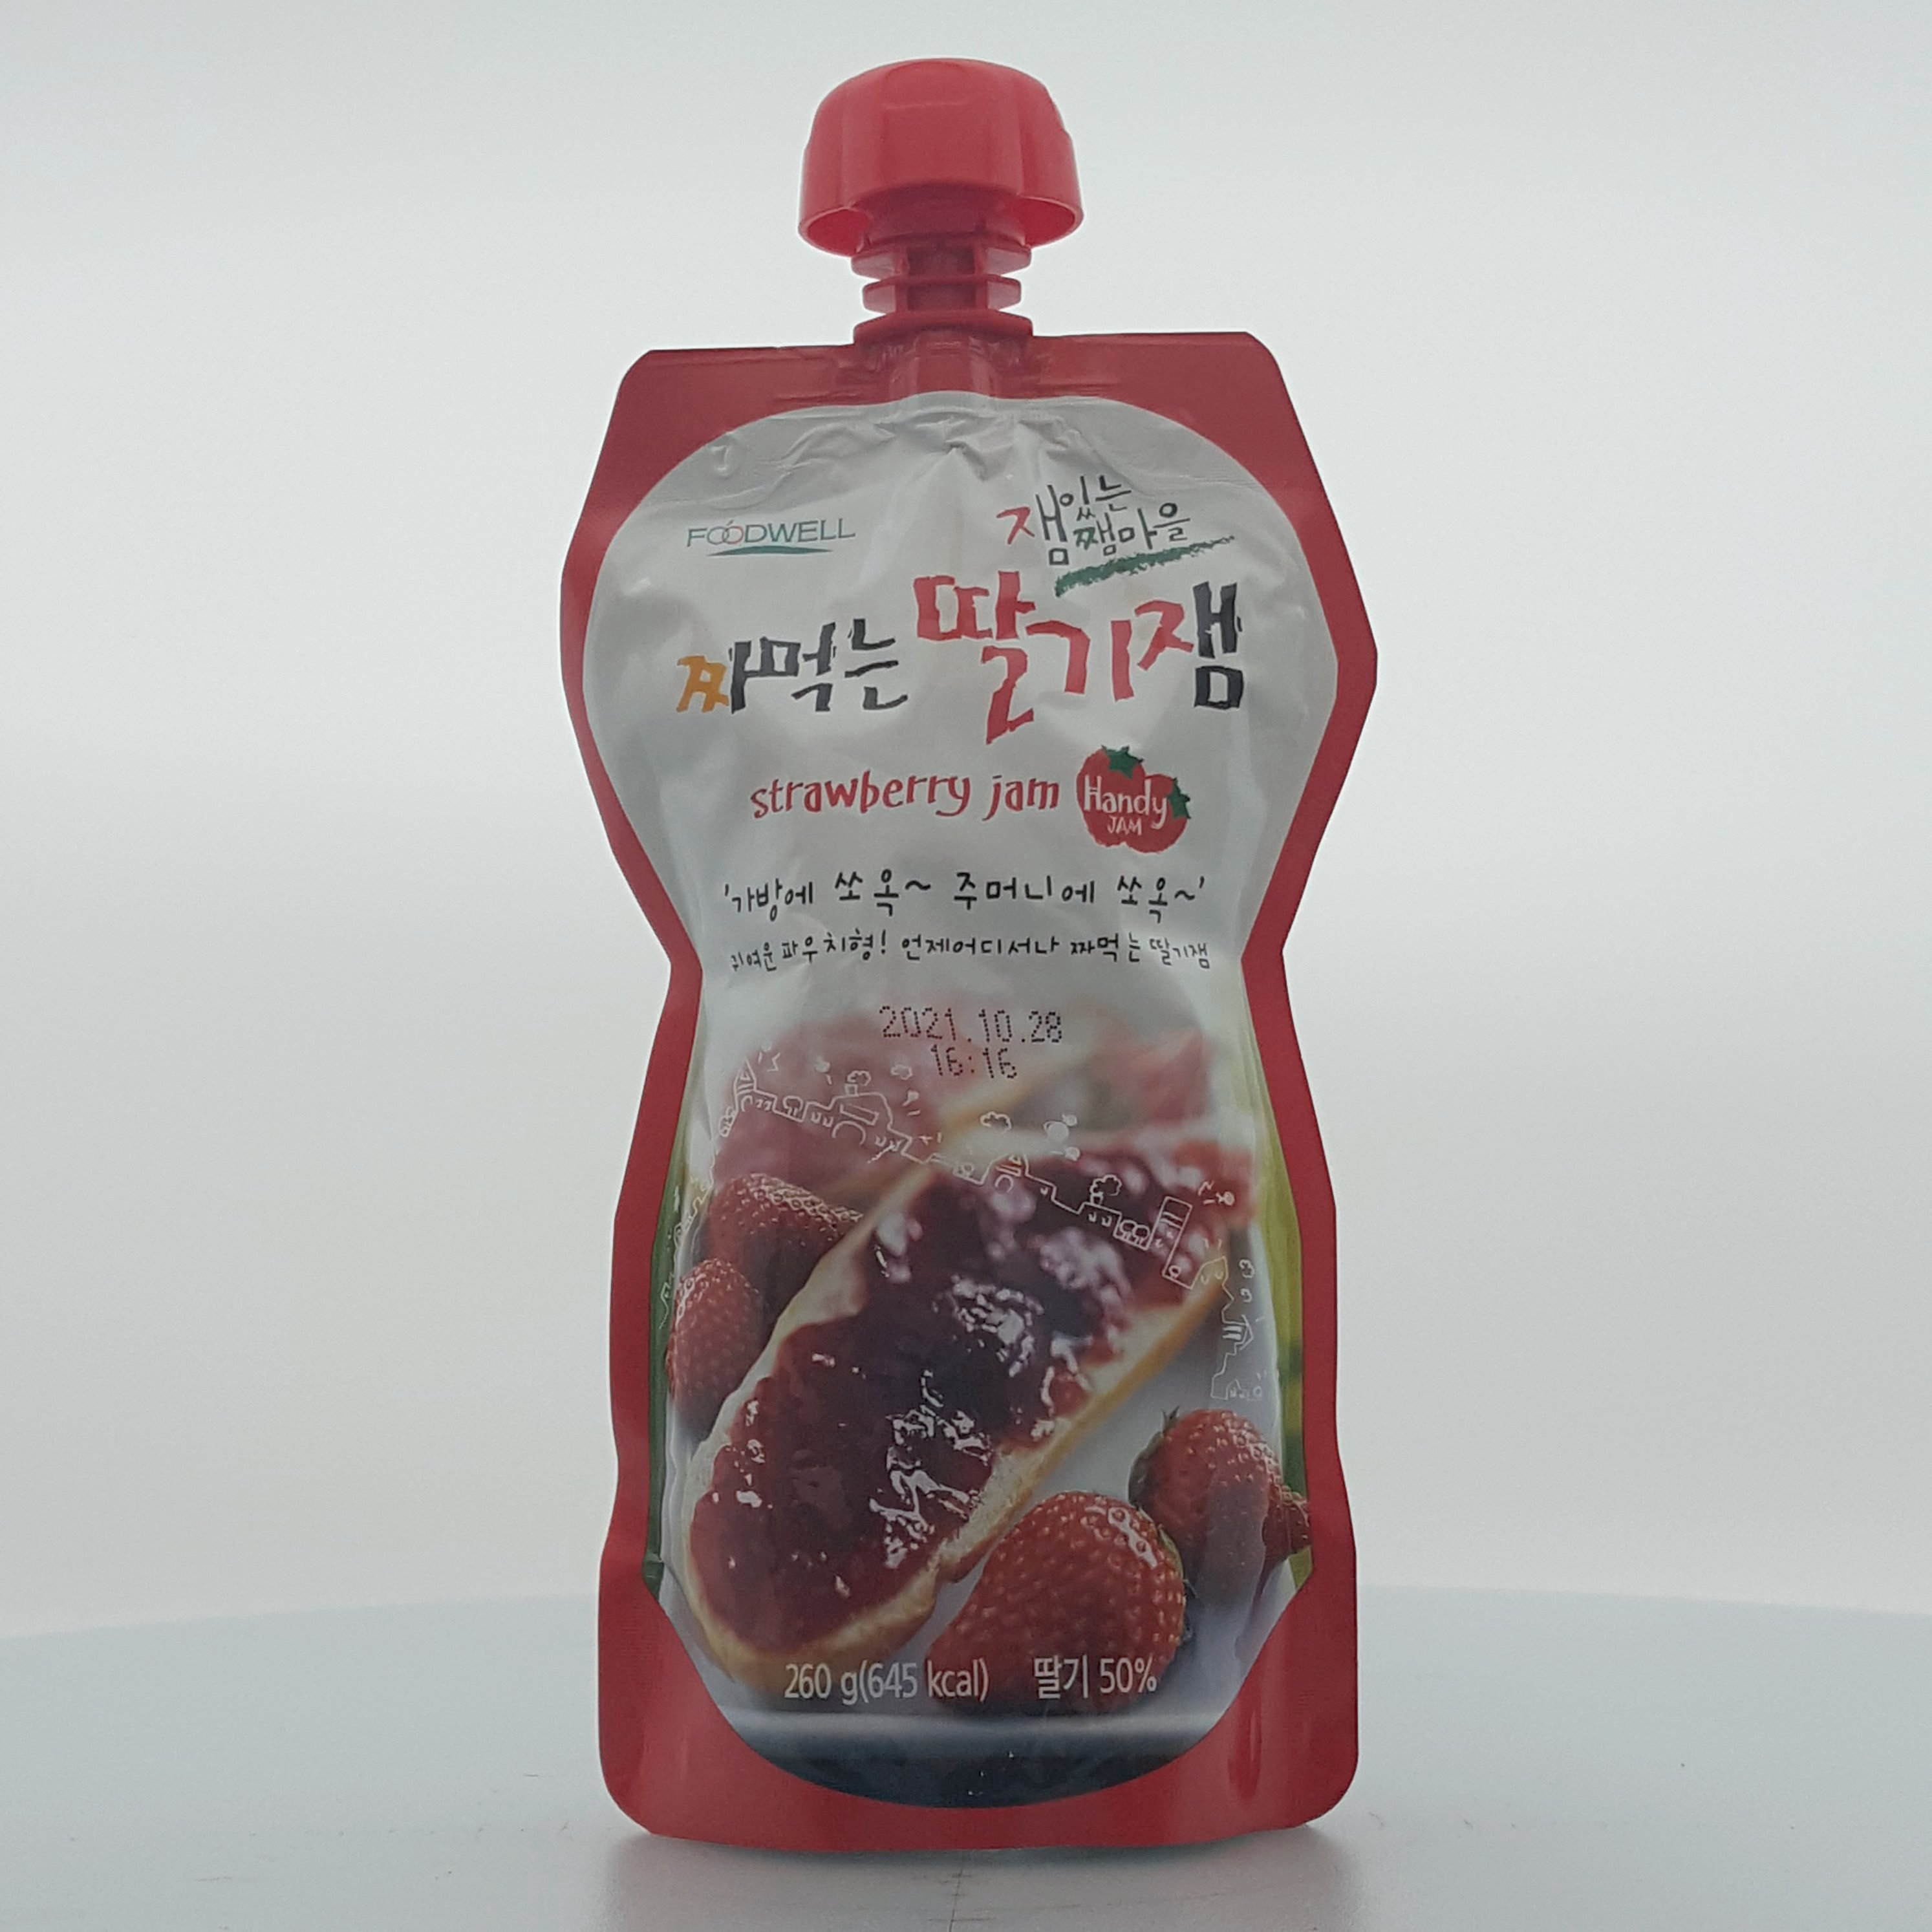 FOODWELL
잼있는
쨈마을
짜먹는 딸기잼
strawberry jam
Handy
JAM
'가방에 쏘옥~ 주머니에 쏘옥~'
귀여운 파우치형! 언제어디서나 짜먹는 딸기잼
2021.10.28
16:16
260 g(645 kcal) 딸기 50%